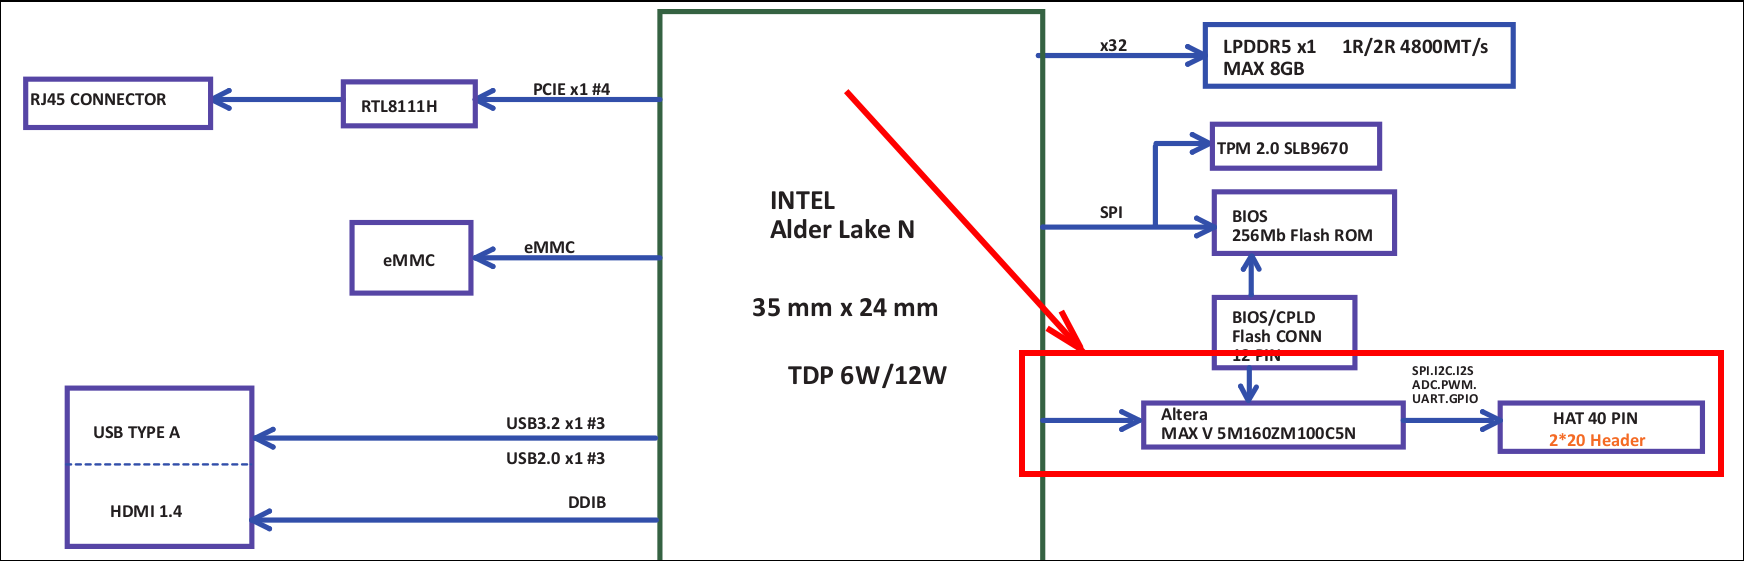 RJ45 CONNECTOR
RTL8111H
PCIE x1 #4
eMMC
eMMC
USB TYPE A
HDMI 1.4
USB3.2 x1 #3
USB2.0 x1 #3
DDIB
INTEL
Alder Lake N
35 mm x 24 mm
TDP 6W/12W
x32
LPDDR5 x1 1R/2R 4800MT/s
MAX 8GB
TPM 2.0 SLB9670
SPI
BIOS
256Mb Flash ROM
BIOS/CPLD
Flash CONN
12 PIN
Altera
MAX V 5M160ZM100C5N
SPI.I2C.I2S
ADC.PWM.
UART.GPIO
HAT 40 PIN
2*20 Header